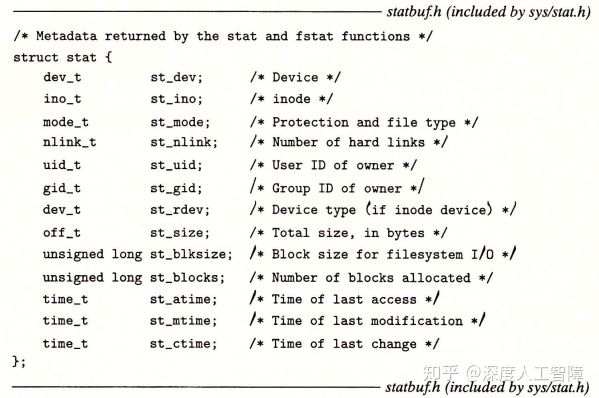 statbuf.h (included by sys/stat.h)
/* Metadata returned by the stat and fstat functions */
struct stat {
    dev_t         st_dev;     /* Device */
    ino_t         st_ino;     /* inode */
    mode_t        st_mode;    /* Protection and file type */
    nlink_t       st_nlink;   /* Number of hard links */
    uid_t         st_uid;     /* User ID of owner */
    gid_t         st_gid;     /* Group ID of owner */
    dev_t         st_rdev;    /* Device type (if inode device) */
    off_t         st_size;    /* Total size, in bytes */
    unsigned long st_blksize; /* Block size for filesystem I/O */
    unsigned long st_blocks;  /* Number of blocks allocated */
    time_t        st_atime;   /* Time of last access */
    time_t        st_mtime;   /* Time of last modification */
    time_t        st_ctime;   /* Time of last change */
};
知乎 @深度人工智障
statbuf.h (included by sys/stat.h)